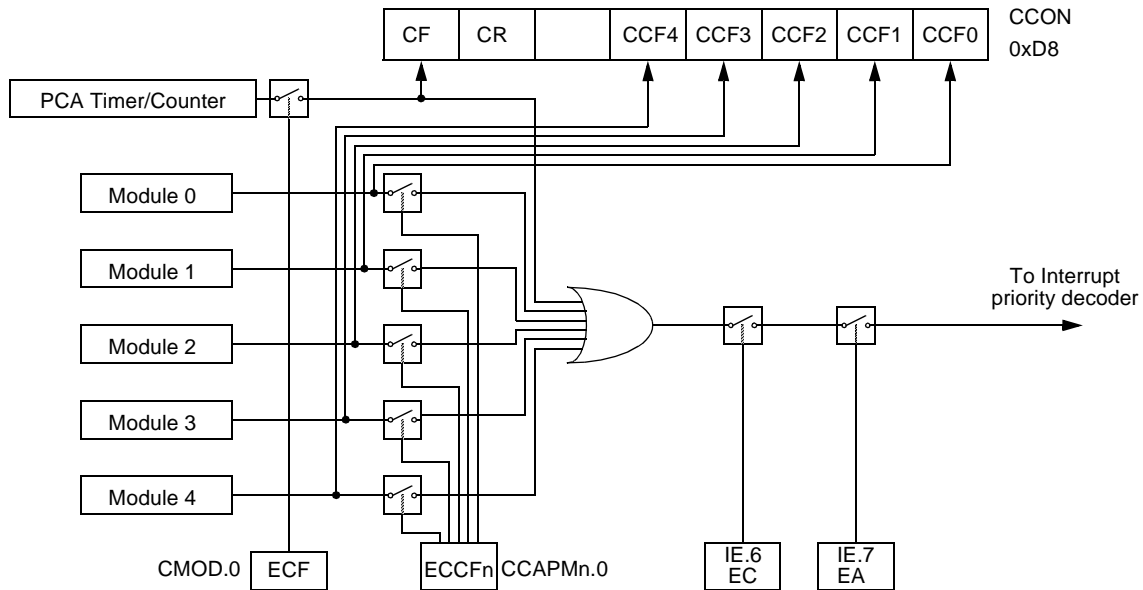 CF CR CCF4 CCF3 CCF2 CCF1 CCF0 CCON
0xD8
PCA Timer/Counter
Module 0
Module 1
Module 2
Module 3
Module 4
To Interrupt
priority decoder
CMOD.0 ECF
ECCFn CCAPMn.0
IE.6
EC
IE.7
EA